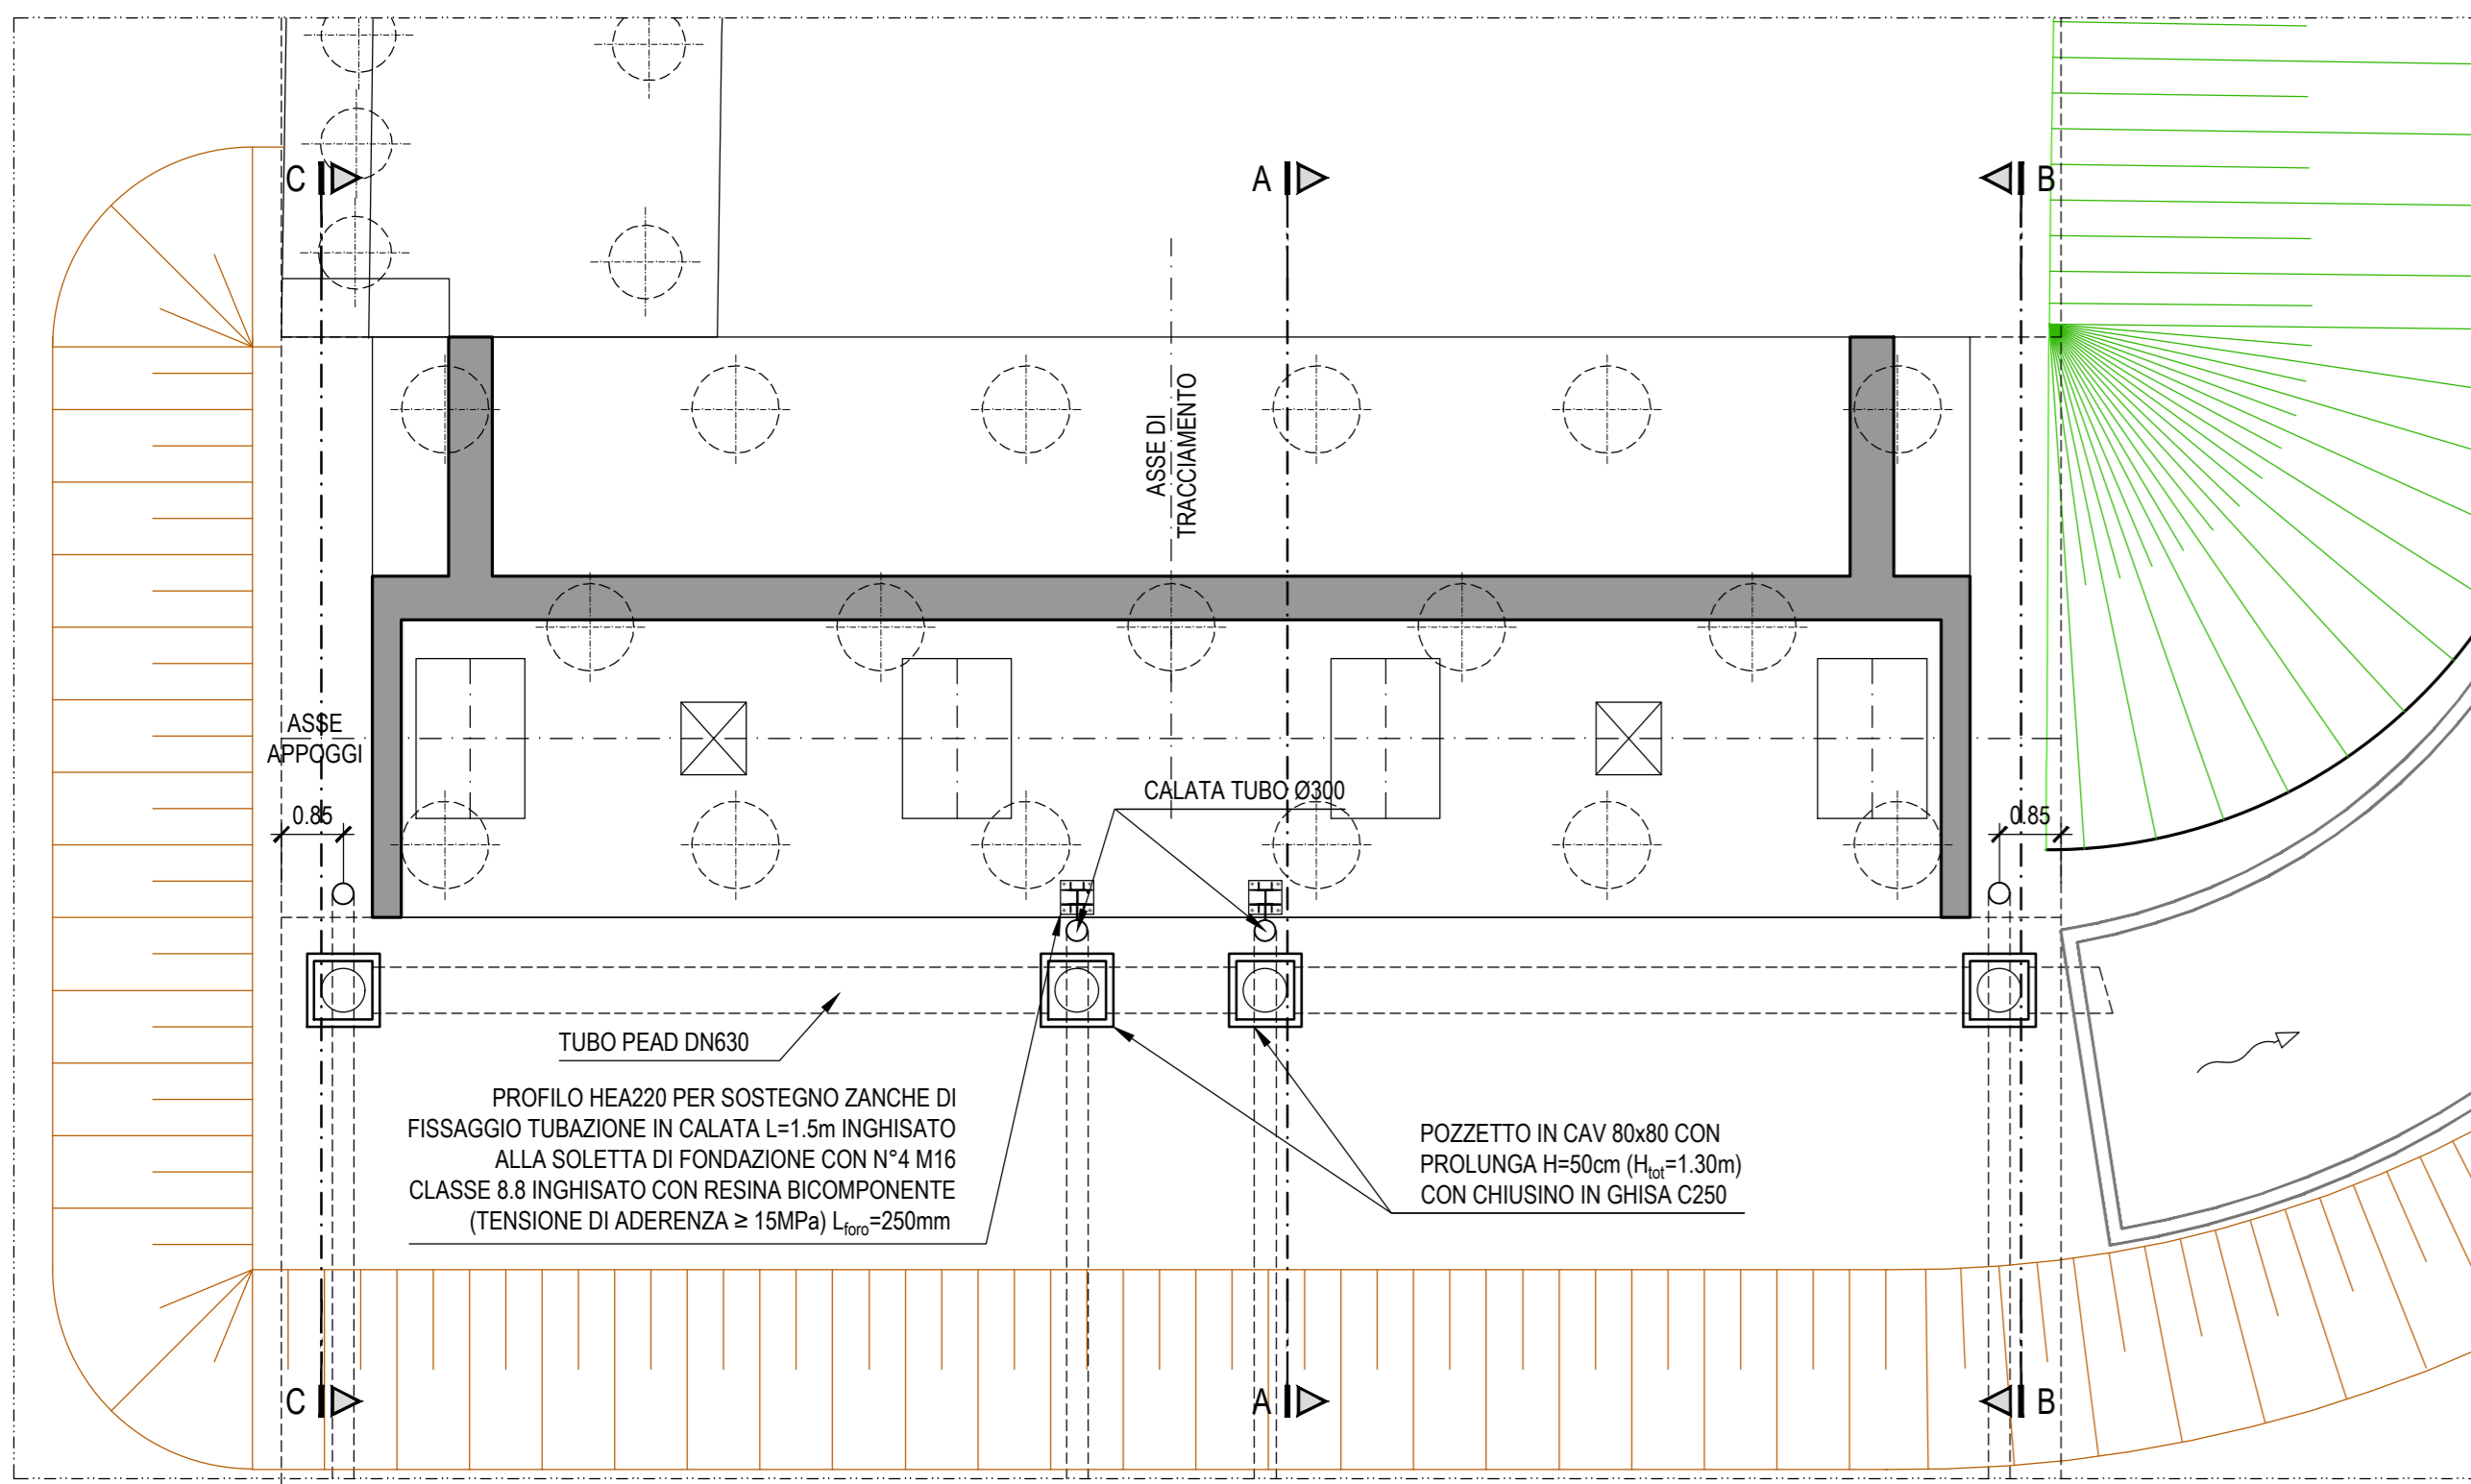 C
A
B
ASSE DI
TRACCIAMENTO
ASSE
APPOGGI
CALATA TUBO Ø300
0.85
0.85
TUBO PEAD DN630
PROFILO HEA220 PER SOSTEGNO ZANCHE DI
FISSAGGIO TUBAZIONE IN CALATA L=1.5m INGHISATO
ALLA SOLETTA DI FONDAZIONE CON N°4 M16
CLASSE 8.8 INGHISATO CON RESINA BICOMPONENTE
(TENSIONE DI ADERENZA ≥ 15MPa) Lforo=250mm
POZZETTO IN CAV 80x80 CON
PROLUNGA H=50cm (Htot=1.30m)
CON CHIUSINO IN GHISA C250
C
A
B